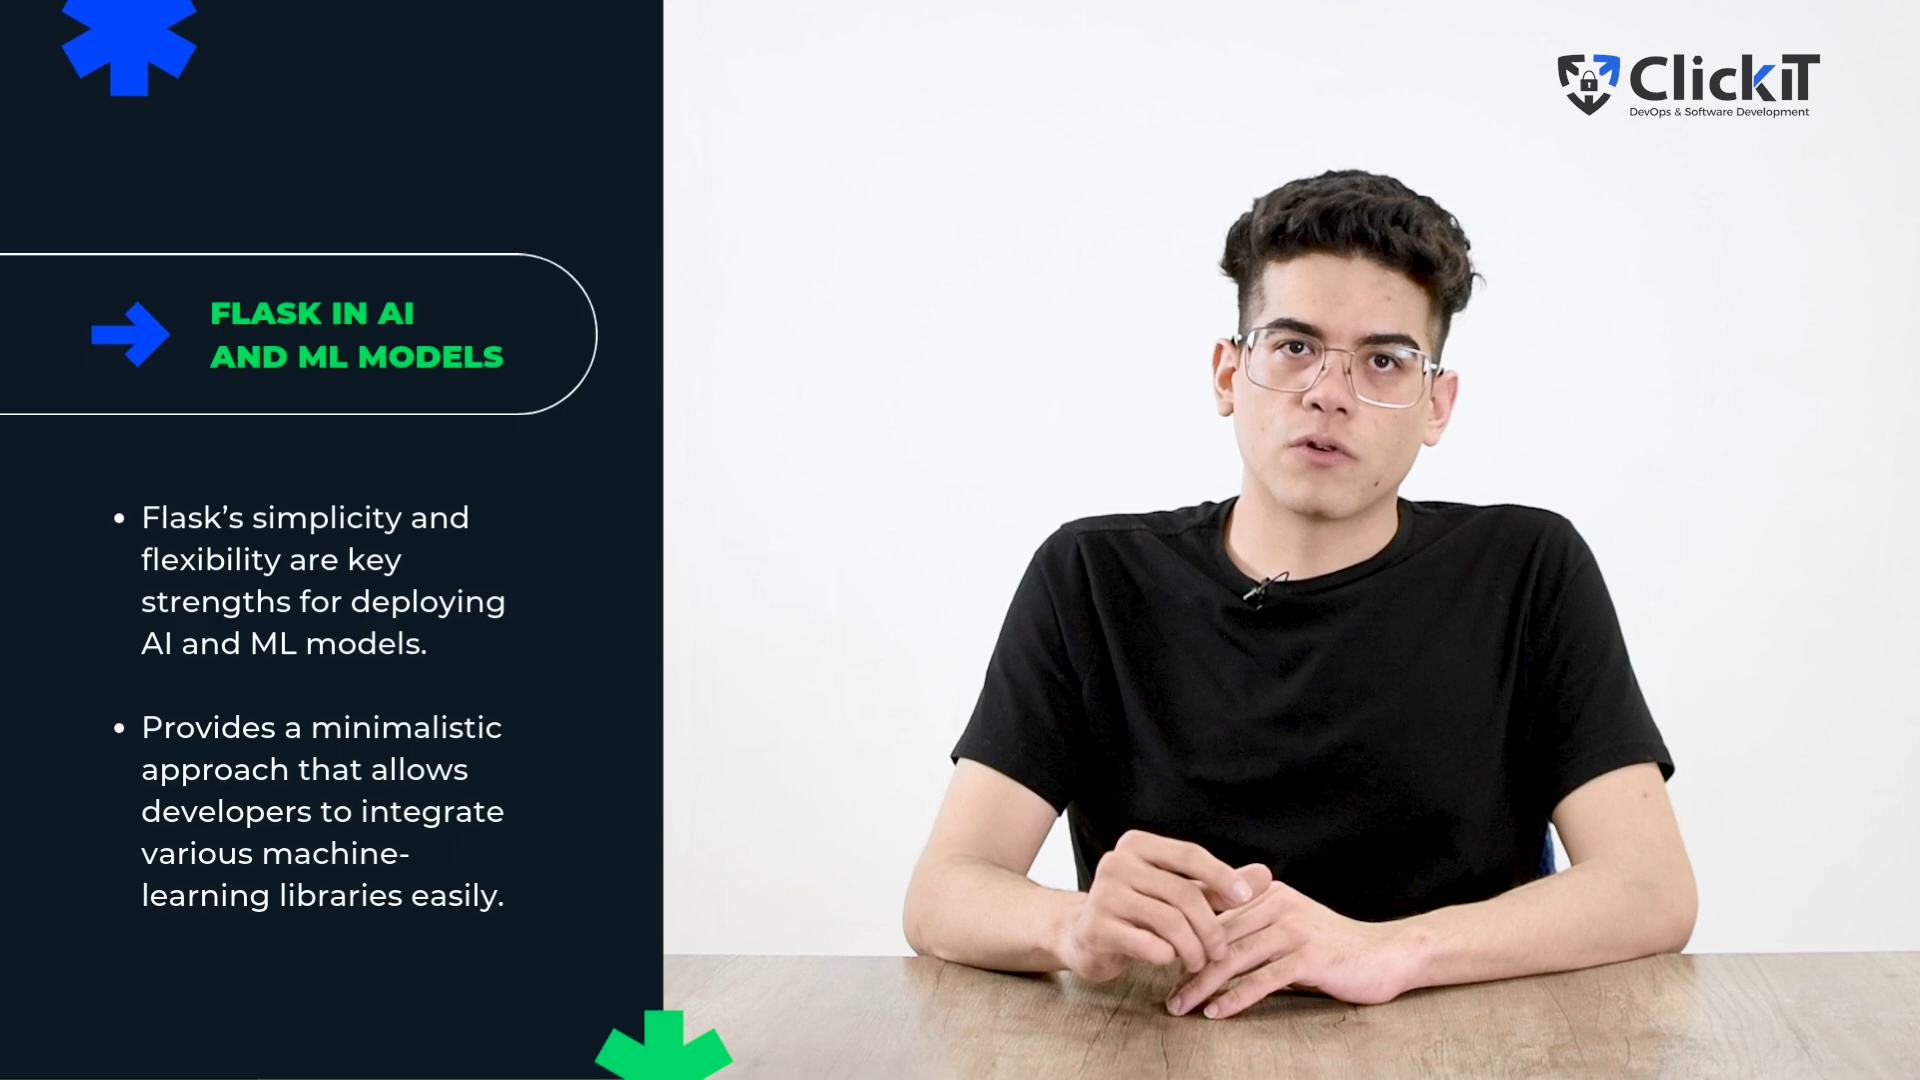 ClickIT
DevOps & Software Development
FLASK IN AI
AND ML MODELS
• Flask’s simplicity and
flexibility are key
strengths for deploying
AI and ML models.
• Provides a minimalistic
approach that allows
developers to integrate
various machine-
learning libraries easily.